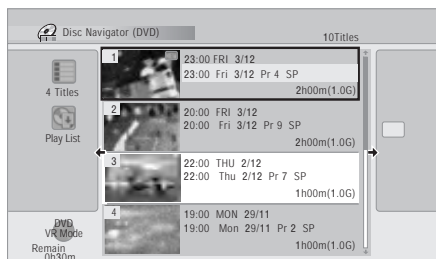 Disc Navigator (DVD)
10Titles
4 Titles
Play List
DVD
VR Mode
Remain
0h30m
1
23:00 FRI 3/12
23:00 Fri 3/12 Pr 4 SP
2h00m(1.0G)
2
20:00 FRI 3/12
20:00 Fri 3/12 Pr 9 SP
2h00m(1.0G)
3
22:00 THU 2/12
22:00 Thu 2/12 Pr 7 SP
1h00m(1.0G)
4
19:00 MON 29/11
19:00 Mon 29/11 Pr 2 SP
1h00m(1.0G)